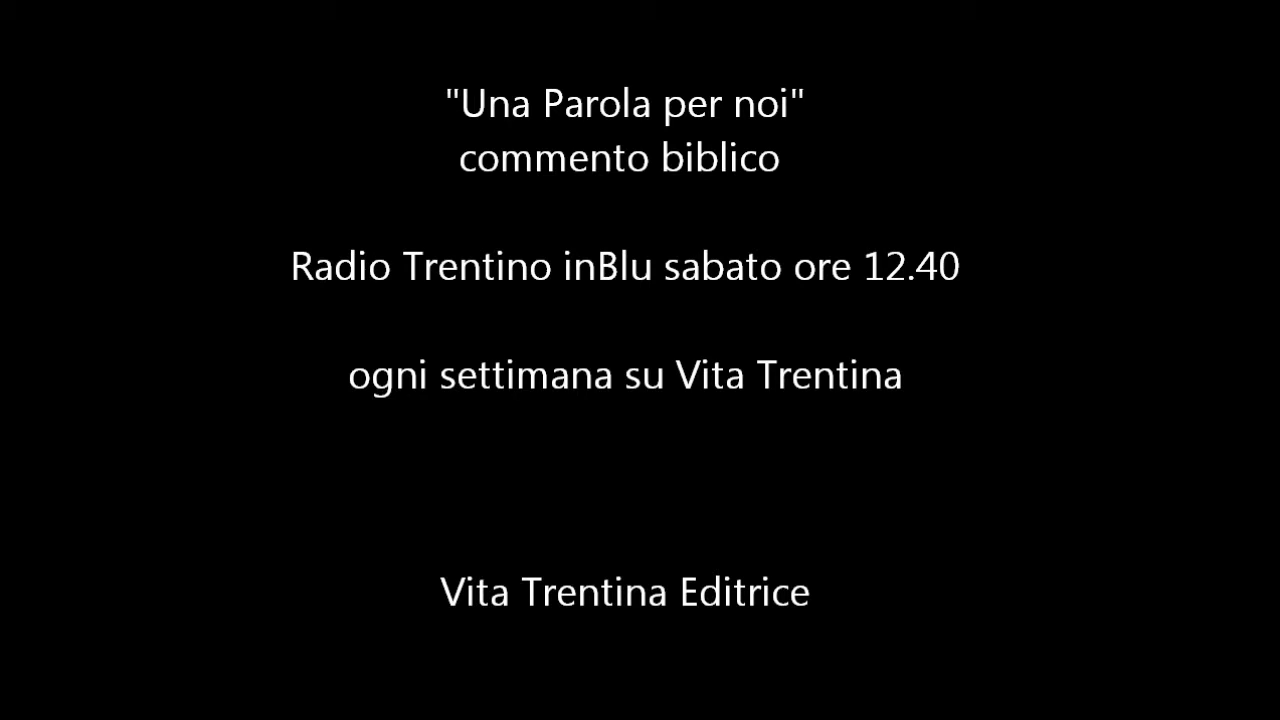 "Una Parola per noi"
commento biblico
Radio Trentino inBlu sabato ore 12.40
ogni settimana su Vita Trentina
Vita Trentina Editrice